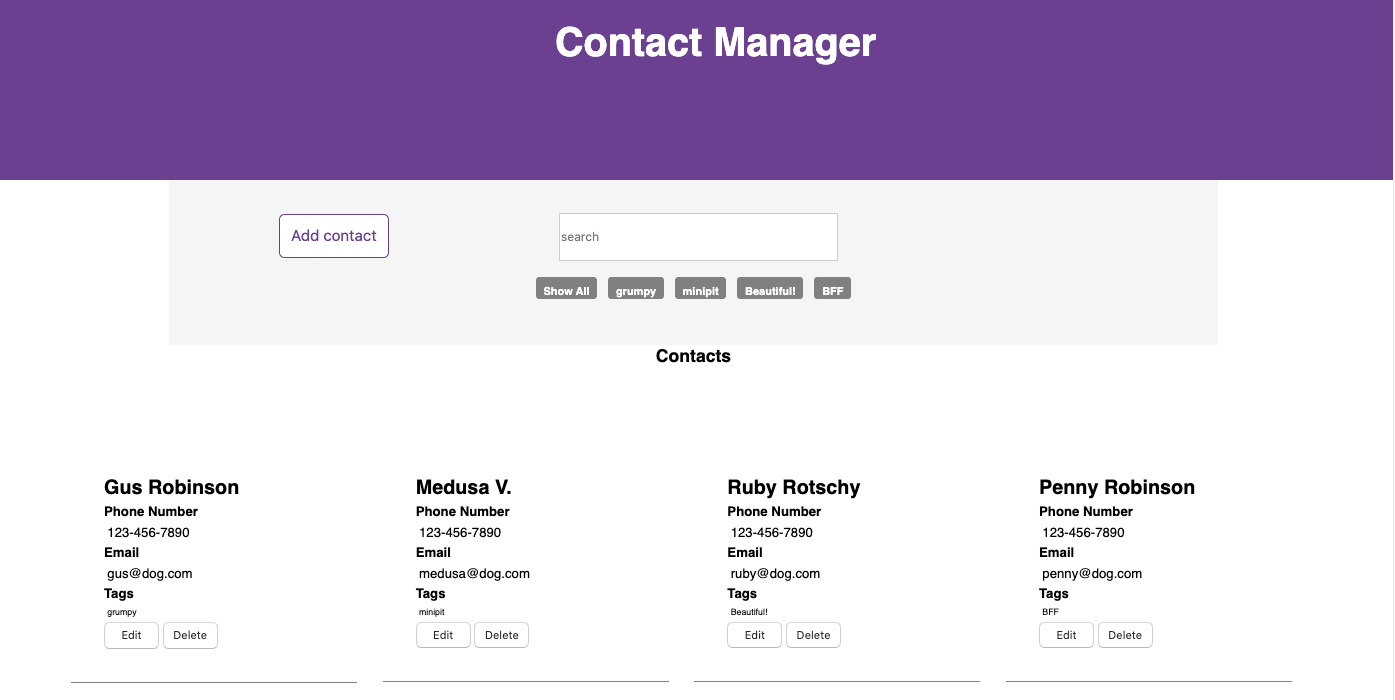 Contact Manager
Add contact
search
Show All grumpy minipit Beautiful! BFF
Contacts
Gus Robinson
Phone Number
123-456-7890
Email
gus@dog.com
Tags
grumpy
Edit Delete
Medusa V.
Phone Number
123-456-7890
Email
medusa@dog.com
Tags
minipit
Edit Delete
Ruby Rotschy
Phone Number
123-456-7890
Email
ruby@dog.com
Tags
Beautiful!
Edit Delete
Penny Robinson
Phone Number
123-456-7890
Email
penny@dog.com
Tags
BFF
Edit Delete